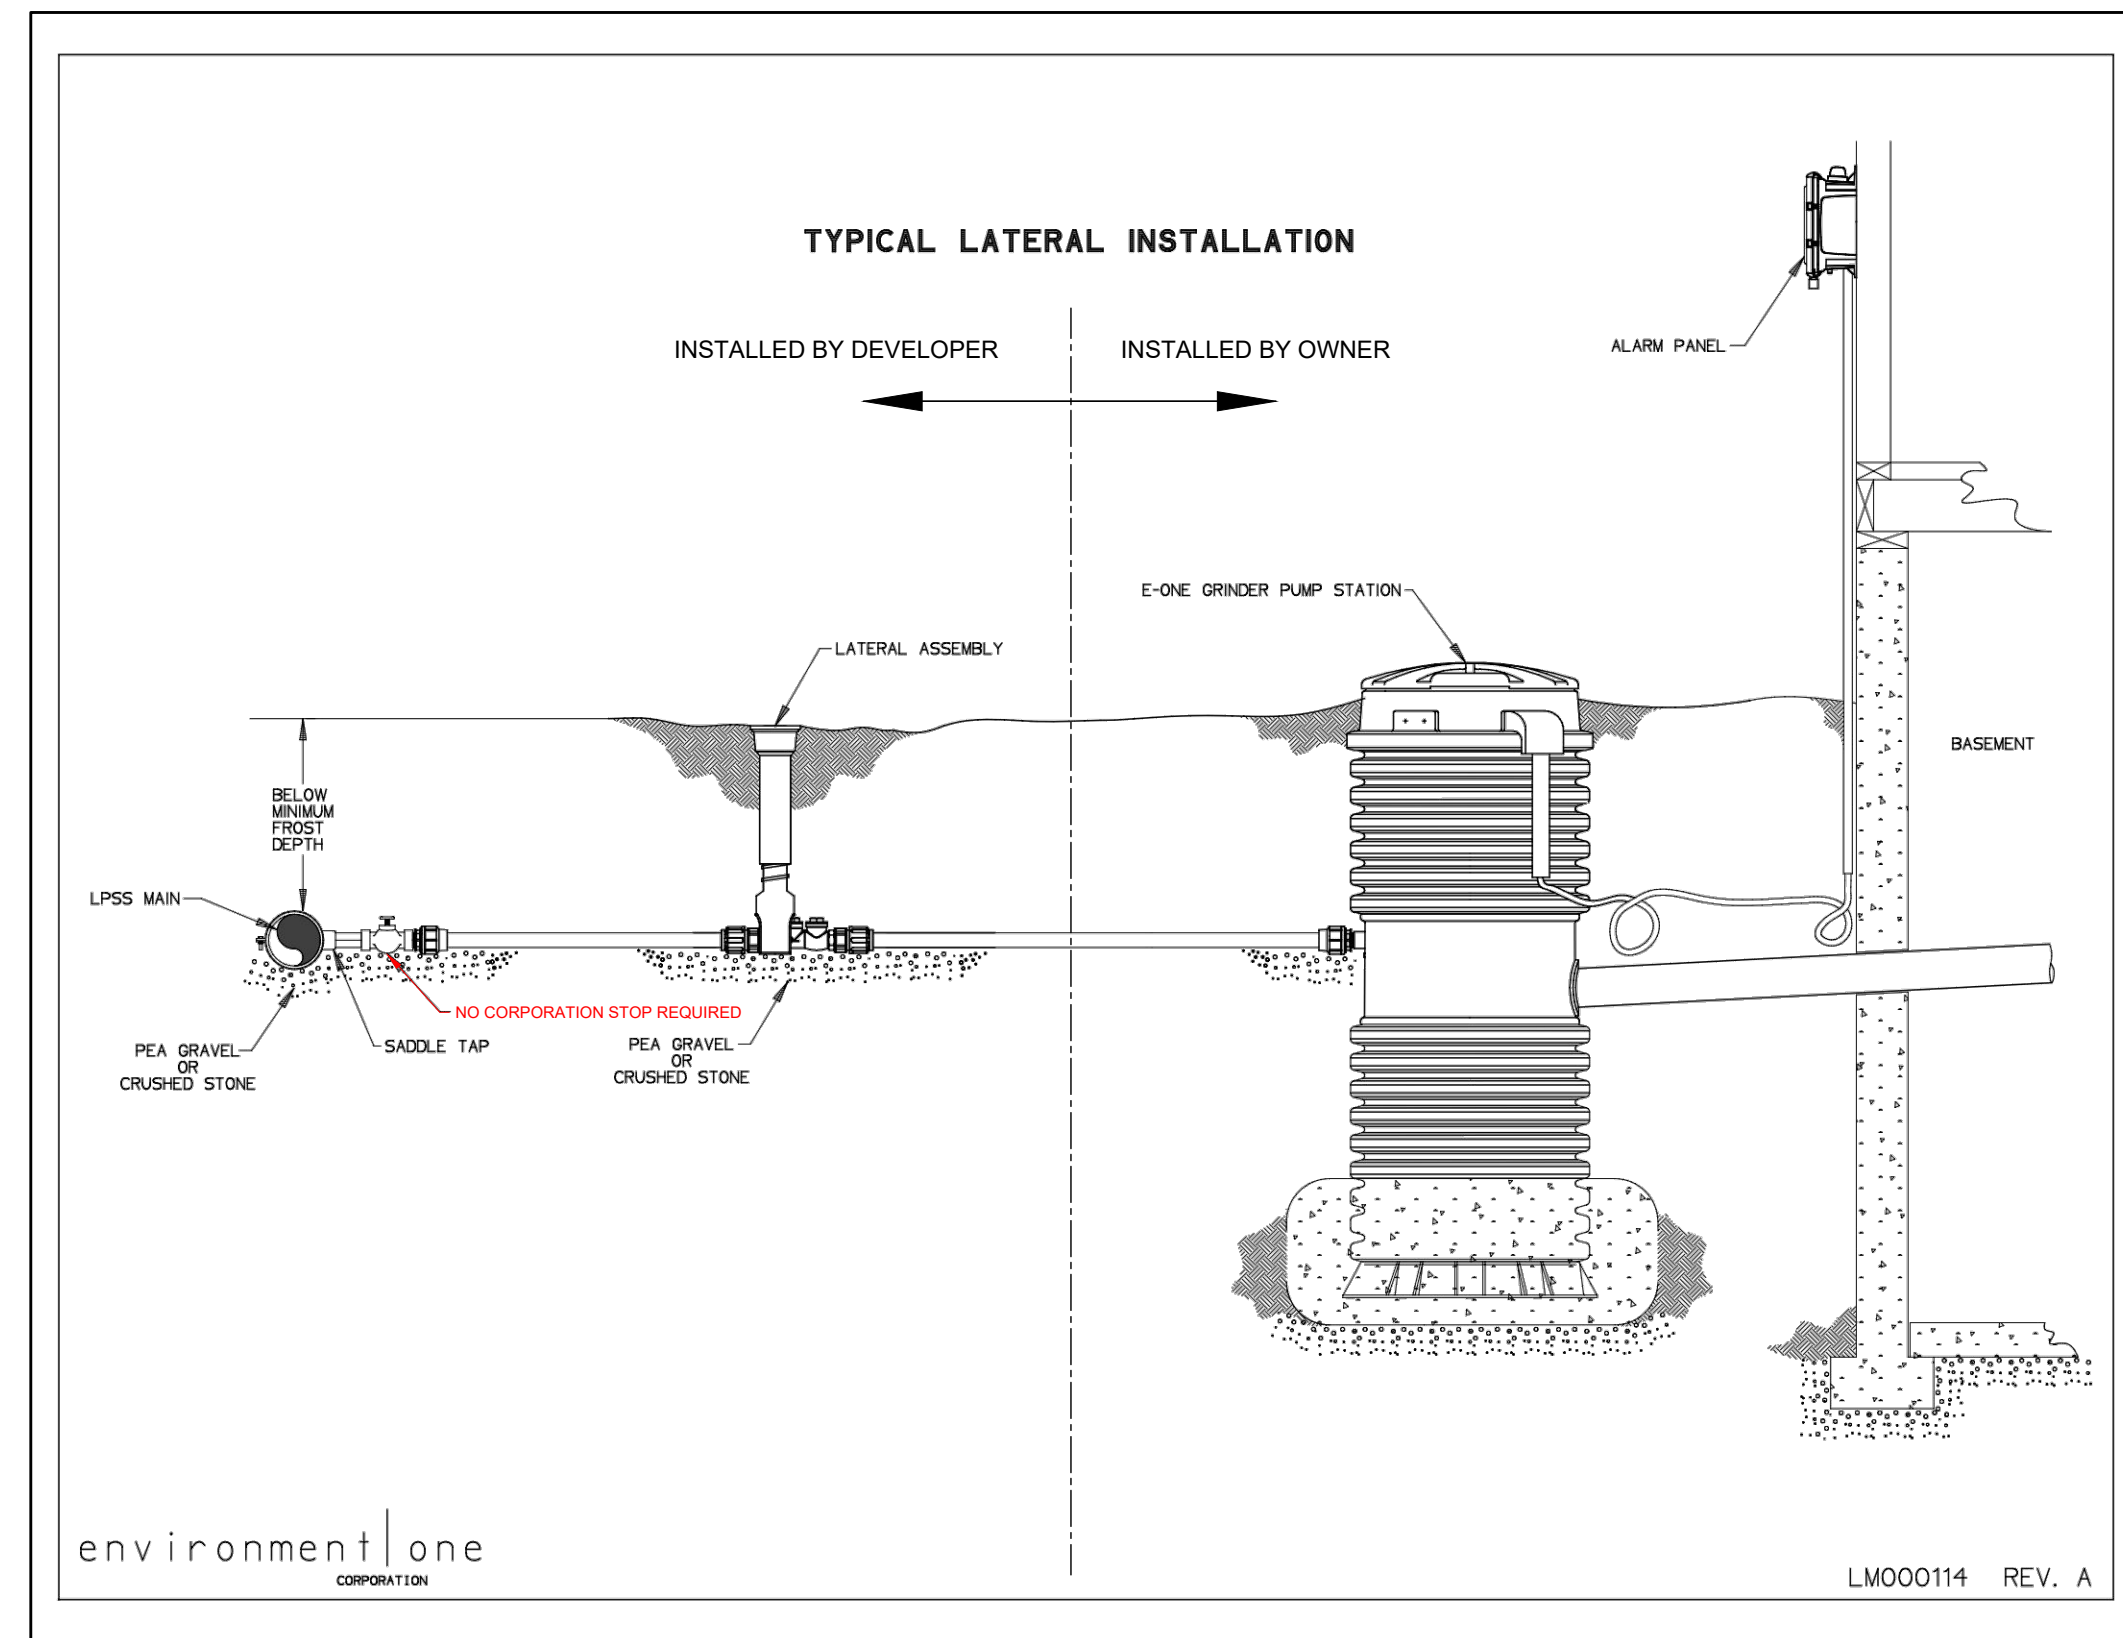 TYPICAL LATERAL INSTALLATION
INSTALLED BY DEVELOPER
INSTALLED BY OWNER
ALARM PANEL
E-ONE GRINDER PUMP STATION
LATERAL ASSEMBLY
BASEMENT
BELOW
MINIMUM
FROST
DEPTH
LPSS MAIN
NO CORPORATION STOP REQUIRED
SADDLE TAP
PEA GRAVEL
OR
CRUSHED STONE
PEA GRAVEL
OR
CRUSHED STONE
environment one
CORPORATION
LM000114 REV. A